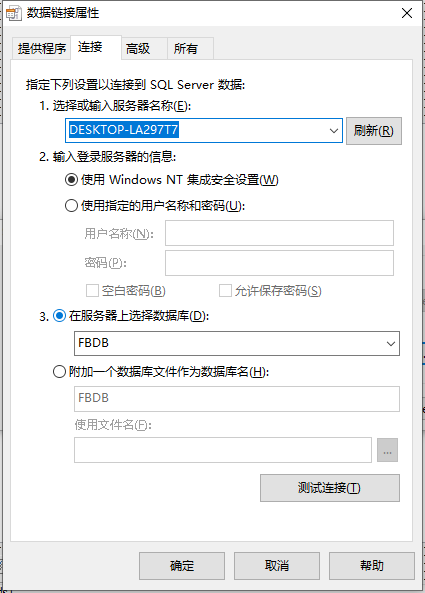 数据链接属性
提供程序 连接 高级 所有
指定下列设置以连接到 SQL Server 数据:
1. 选择或输入服务器名称(E):
DESKTOP-LA297T7 刷新(R)
2. 输入登录服务器的信息:
使用 Windows NT 集成安全设置(W)
使用指定的用户名称和密码(U):
用户名称(N):
密码(P):
空白密码(B) 允许保存密码(S)
3. 在服务器上选择数据库(D):
FBDB
附加一个数据库文件作为数据库名(H):
FBDB
使用文件名(F):
...
测试连接(T)
确定 取消 帮助